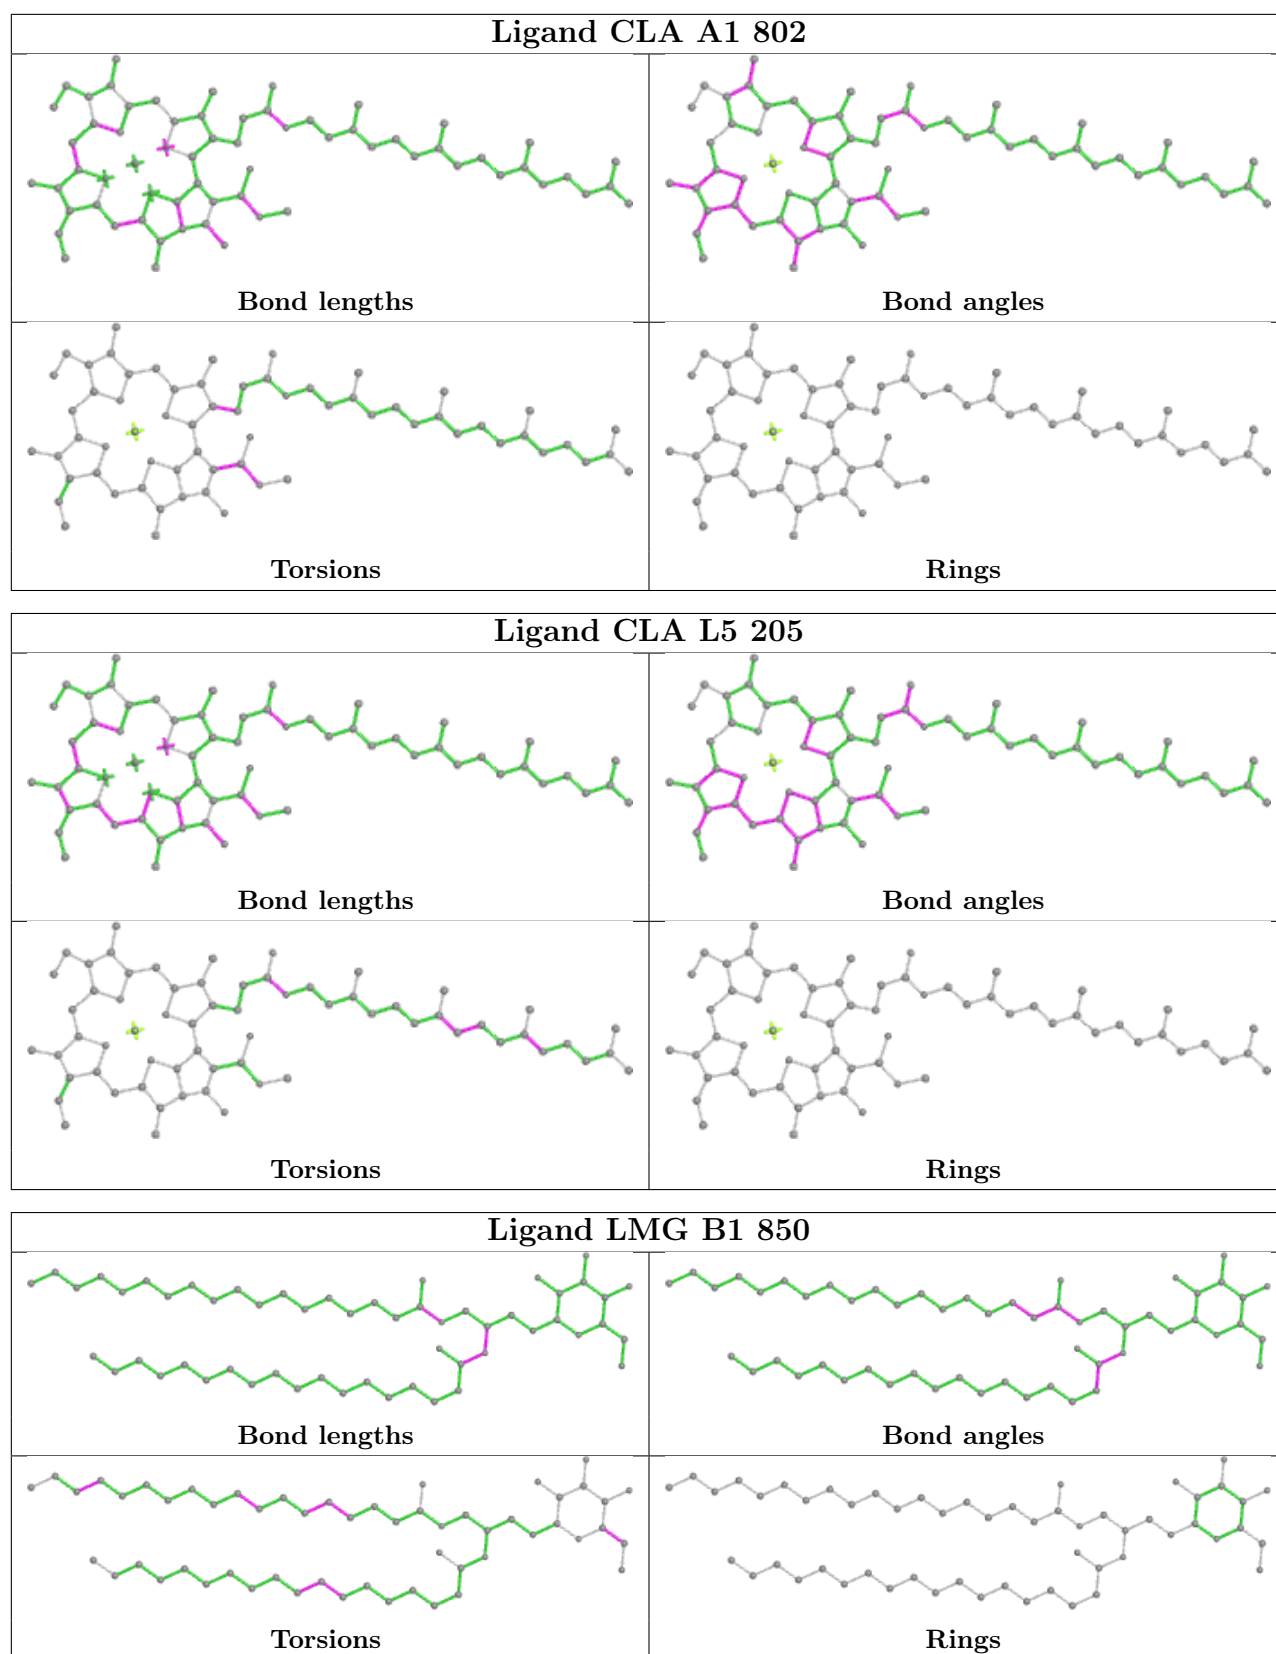 Ligand CLA A1 802
Bond lengths
Bond angles
Torsions
Rings
Ligand CLA L5 205
Bond lengths
Bond angles
Torsions
Rings
Ligand LMG B1 850
Bond lengths
Bond angles
Torsions
Rings